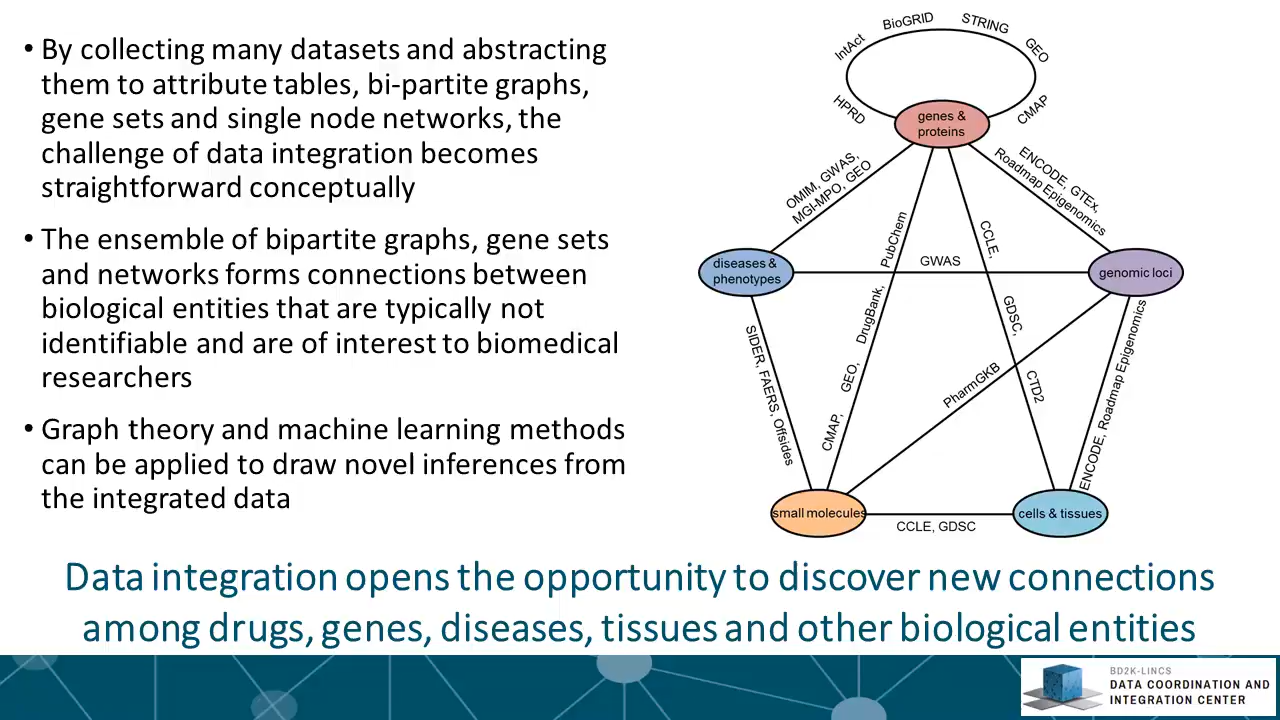 • By collecting many datasets and abstracting
them to attribute tables, bi-partite graphs,
gene sets and single node networks, the
challenge of data integration becomes
straightforward conceptually
• The ensemble of bipartite graphs, gene sets
and networks forms connections between
biological entities that are typically not
identifiable and are of interest to biomedical
researchers
• Graph theory and machine learning methods
can be applied to draw novel inferences from
the integrated data
HPRD
IntAct
BioGRID
STRING
GEO
CMAP
genes &
proteins
OMIM, GWAS,
MGI-MPO, GEO
ENCODE, GTEx,
Roadmap Epigenomics
diseases &
phenotypes
GWAS
genomic loci
CMAP, GEO, DrugBank, PubChem
CCLE, GDSC, CTD2
SIDER, FAERS, Offsides
PharmGKB
ENCODE, Roadmap Epigenomics
small molecules
CCLE, GDSC
cells & tissues
Data integration opens the opportunity to discover new connections
among drugs, genes, diseases, tissues and other biological entities
BD2K-LINCS
DATA COORDINATION AND
INTEGRATION CENTER